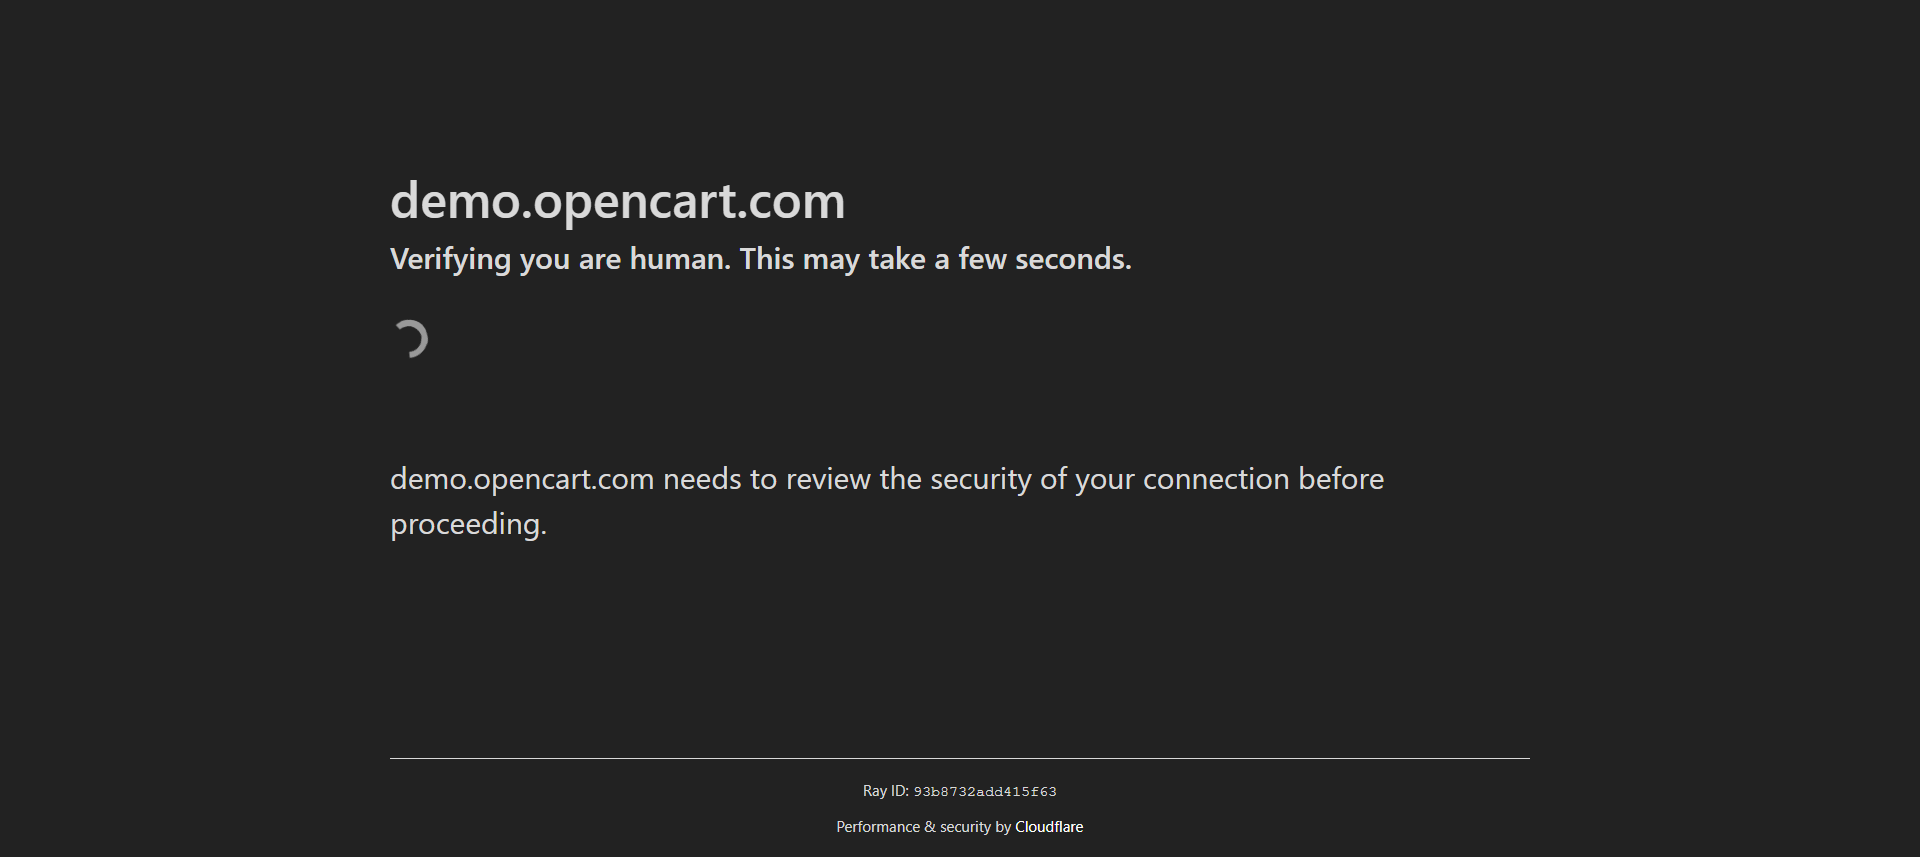 demo.opencart.com
Verifying you are human. This may take a few seconds.
demo.opencart.com needs to review the security of your connection before
proceeding.
Ray ID: 93b8732add415f63
Performance & security by Cloudflare